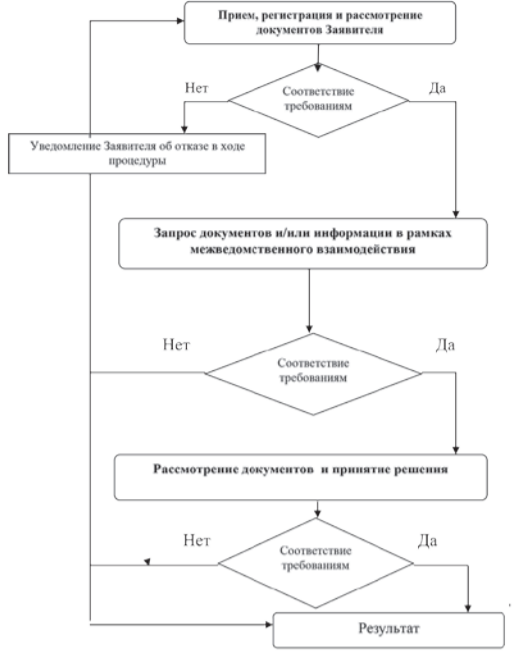 Прием, регистрация и рассмотрение
документов Заявителя
Соответствие
требованиям
Нет
Да
Уведомление Заявителя об отказе в ходе
процедуры
Запрос документов и/или информации в рамках
межведомственного взаимодействия
Нет
Да
Соответствие
требованиям
Рассмотрение документов и принятие решения
Нет
Да
Соответствие
требованиям
Результат